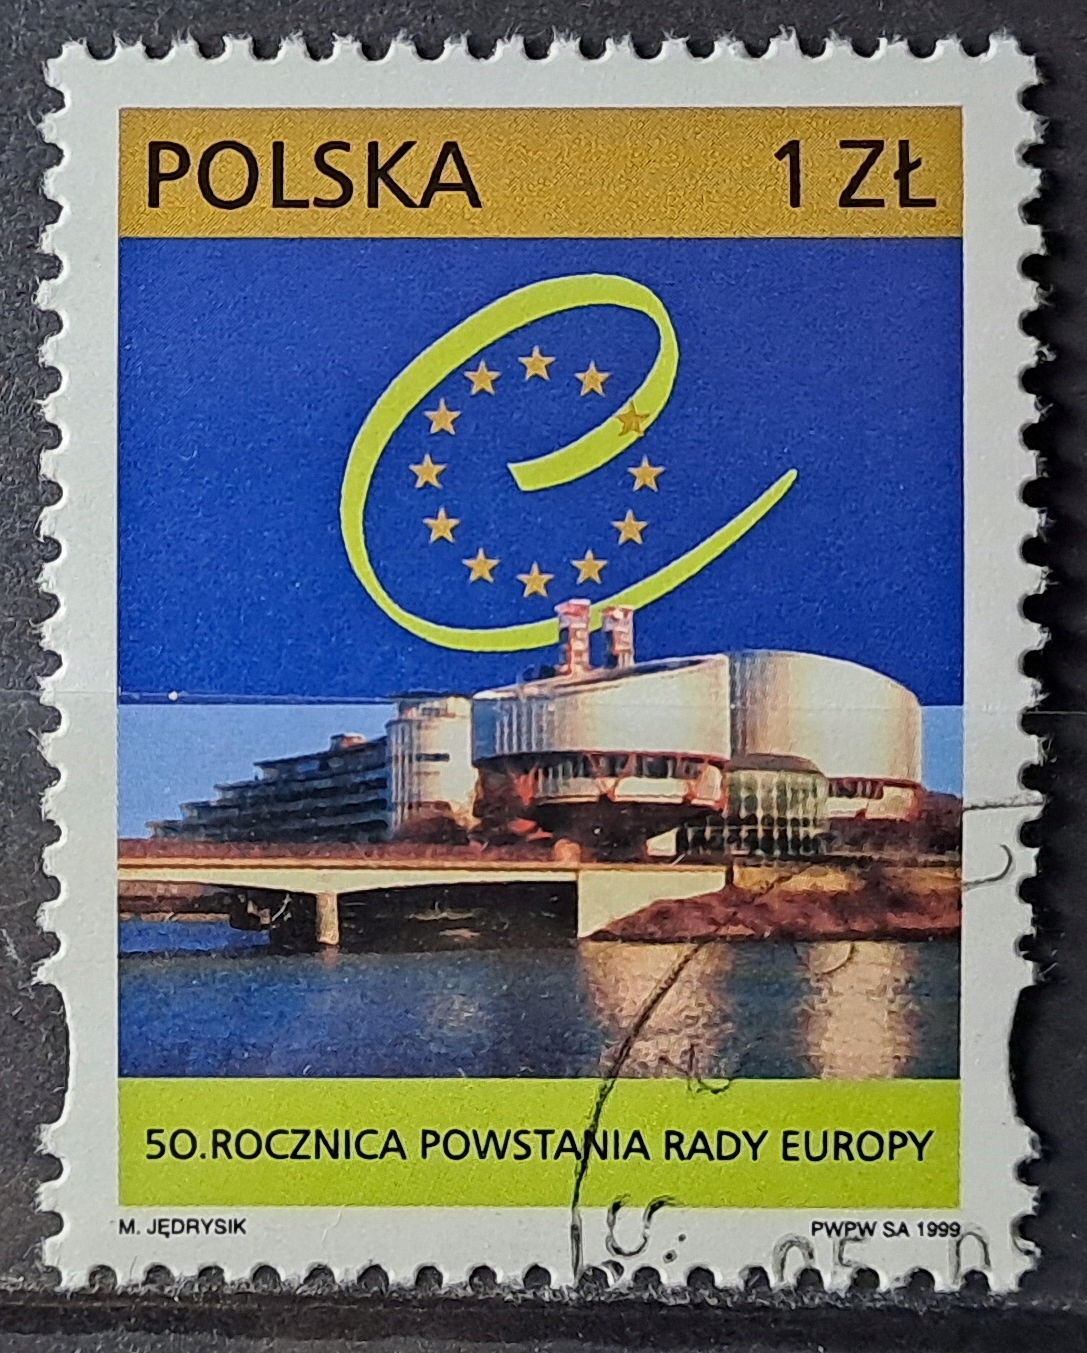 POLSKA 1 ZŁ
50.ROCZNICA POWSTANIA RADY EUROPY
M. JĘDRYSIK PWPW SA 1999